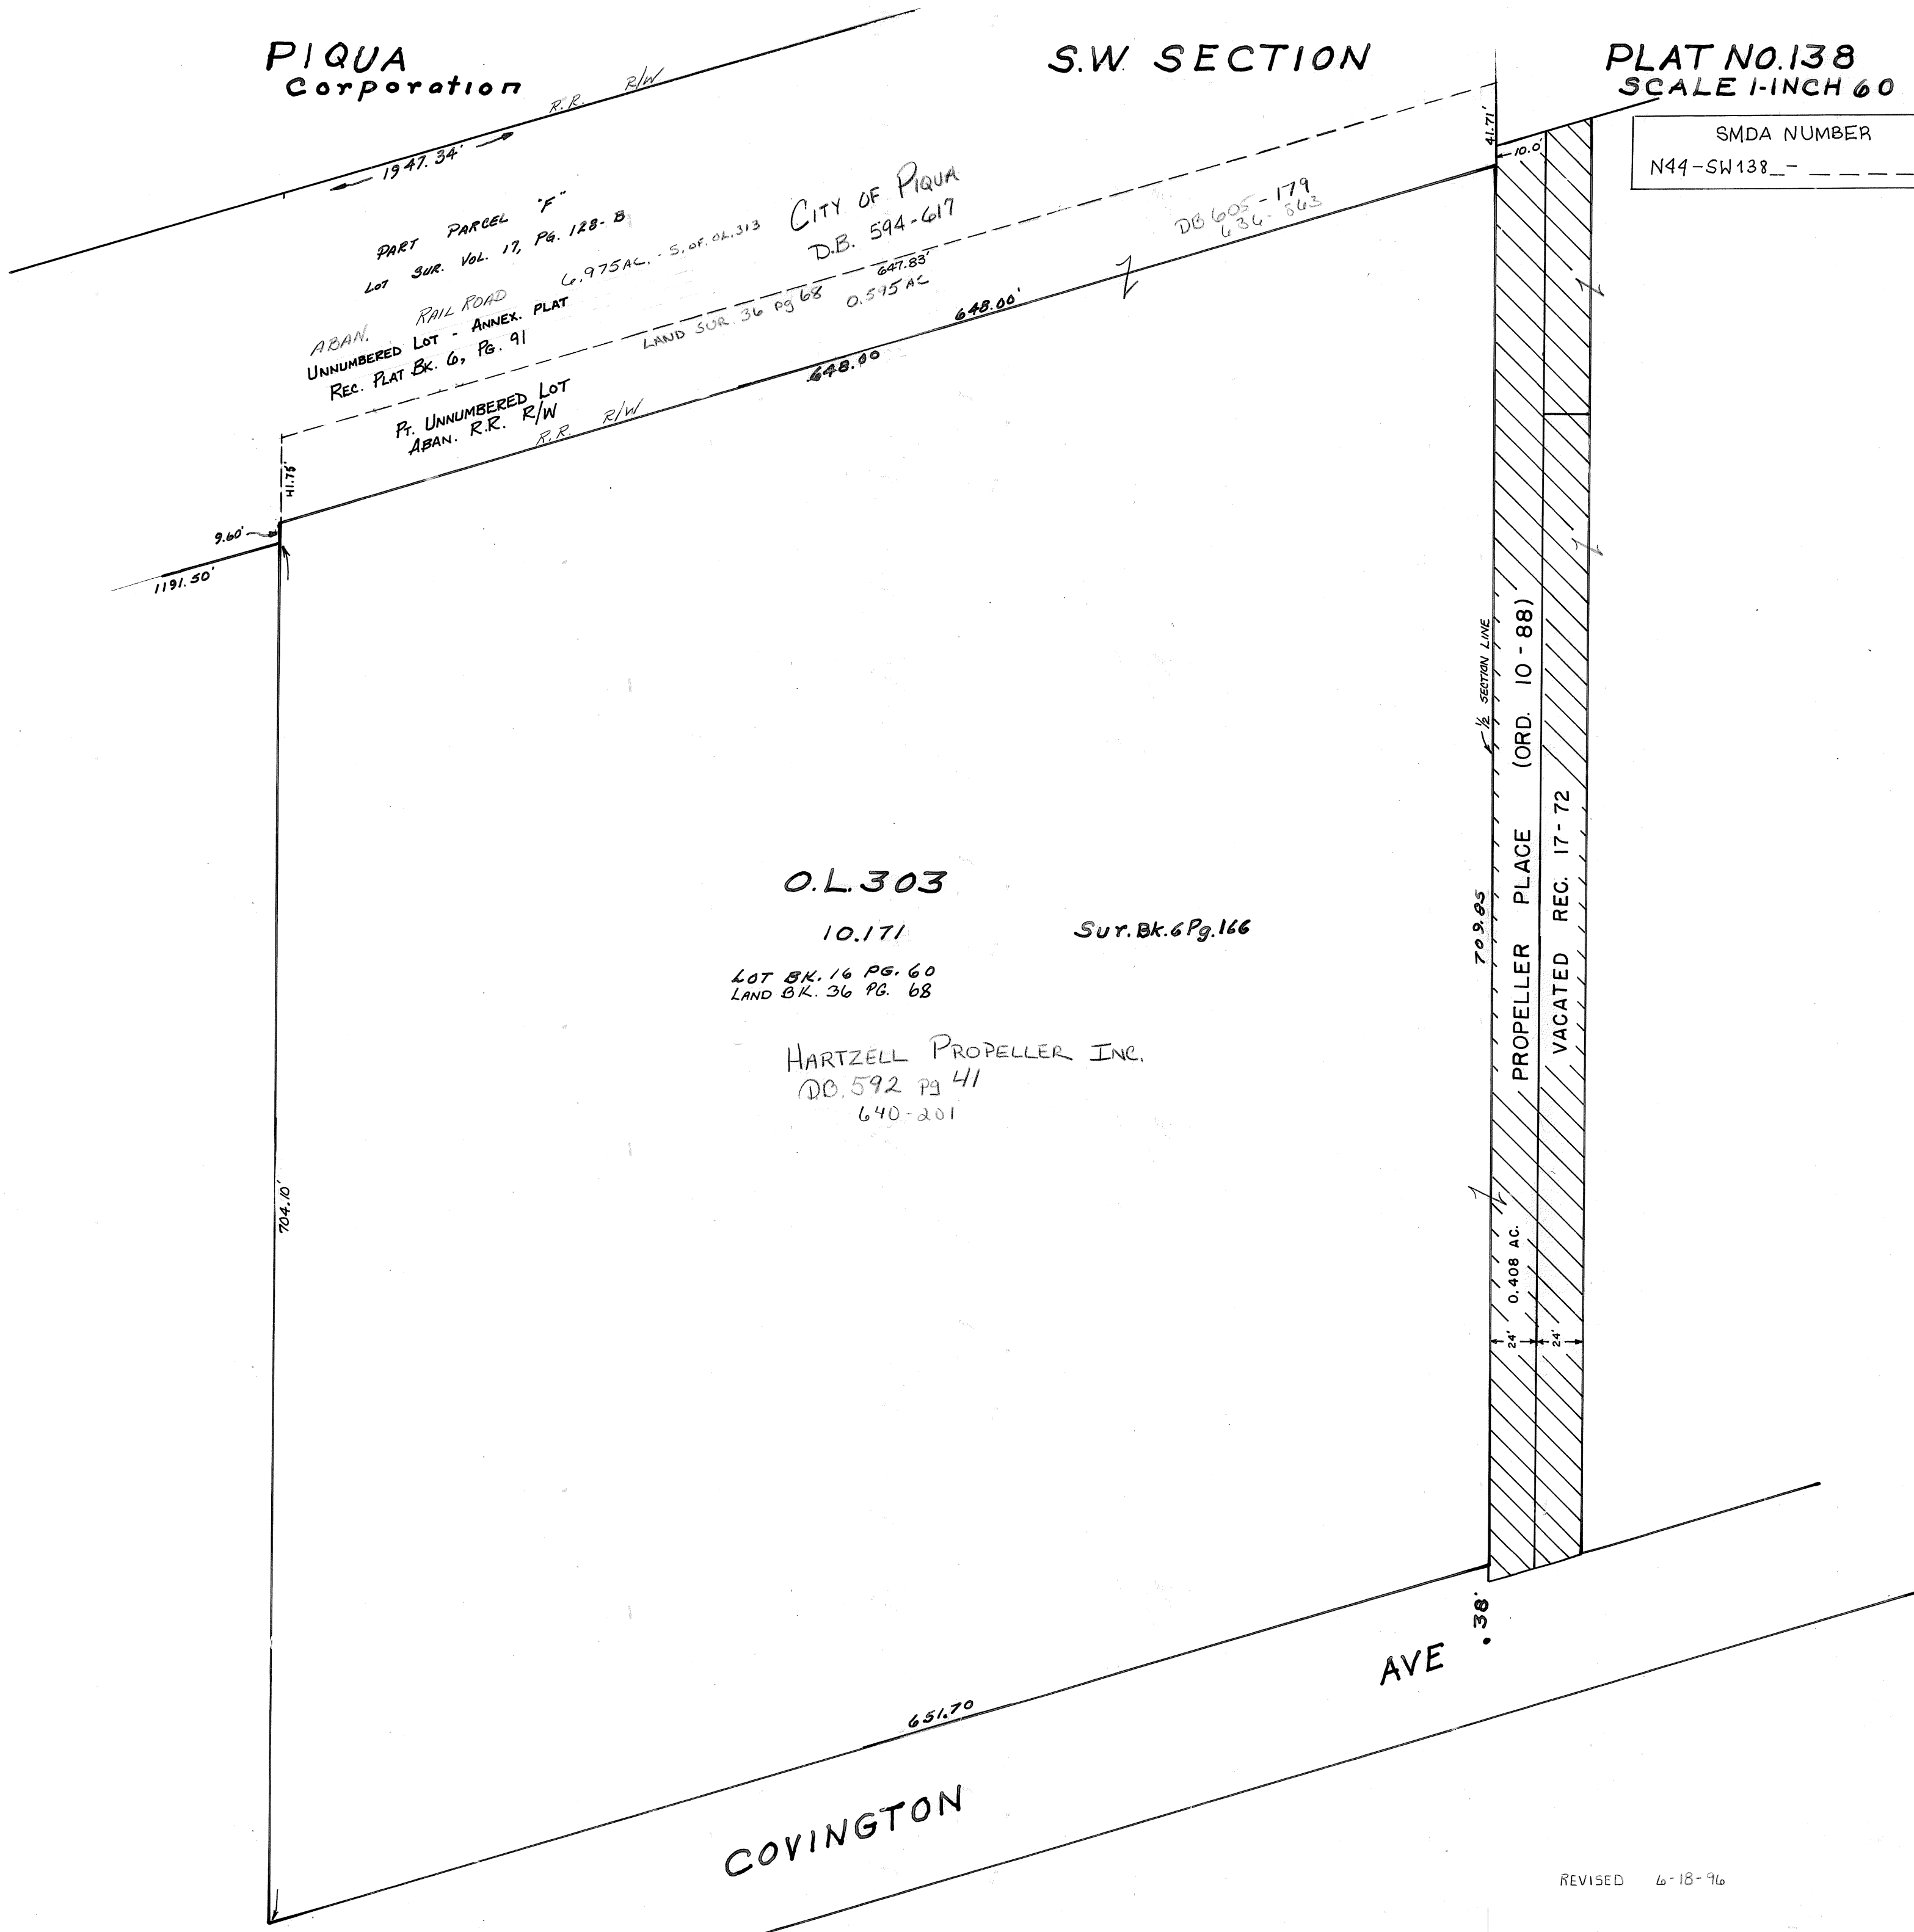 PIQUA
Corporation
S.W. SECTION
PLAT NO.138
SCALE 1-INCH 60
SMDA NUMBER
N44-SW138__-_ _ _ _
R.R. R/W
1947.34'
PART PARCEL "F"
LOT SUR. VOL. 17, PG. 128-B
ABAN. RAIL ROAD 6.975AC. - S. OF. OL.313
UNNUMBERED LOT - ANNEX. PLAT
REC. PLAT BK. 6, PG. 91
CITY OF PIQUA
D.B. 594-617
DB 605-179
636-563
41.71'
10.0'
647.83'
LAND SUR. 36 pg 68 0.595 AC
648.00'
648.00
PT. UNNUMBERED LOT
ABAN. R.R. R/W
R.R. R/W
41.75'
9.60'
1191.50'
½ SECTION LINE
PROPELLER PLACE (ORD. 10-88)
VACATED REC. 17-72
709.85
O.L.303
10.171
Sur.Bk.6Pg.166
LOT BK. 16 PG. 60
LAND BK. 36 PG. 68
HARTZELL PROPELLER INC.
DB.592 pg 41
640-201
704.10'
0.408 AC.
24'
24'
.38'
651.70
COVINGTON AVE
REVISED 6-18-96